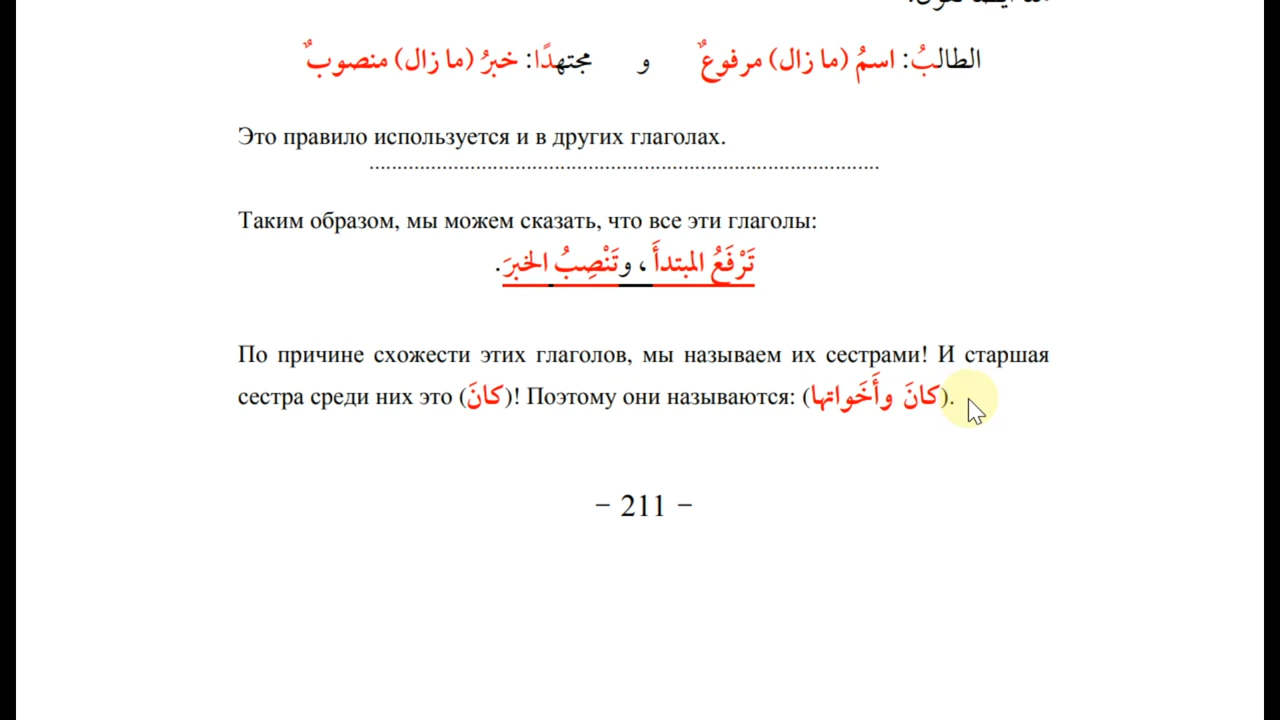 الطالبُ: اسمُ (ما زال) مرفوعٌ و مجتهدًا: خبرُ (ما زال) منصوبٌ
Это правило используется и в других глаголах.
................................................................................
Таким образом, мы можем сказать, что все эти глаголы:
تَرْفَعُ المبتدأَ ، وتَنْصِبُ الخبرَ.
По причине схожести этих глаголов, мы называем их сестрами! И старшая
сестра среди них это (كانَ)! Поэтому они называются: (كانَ وأَخَواتها).
– 211 –